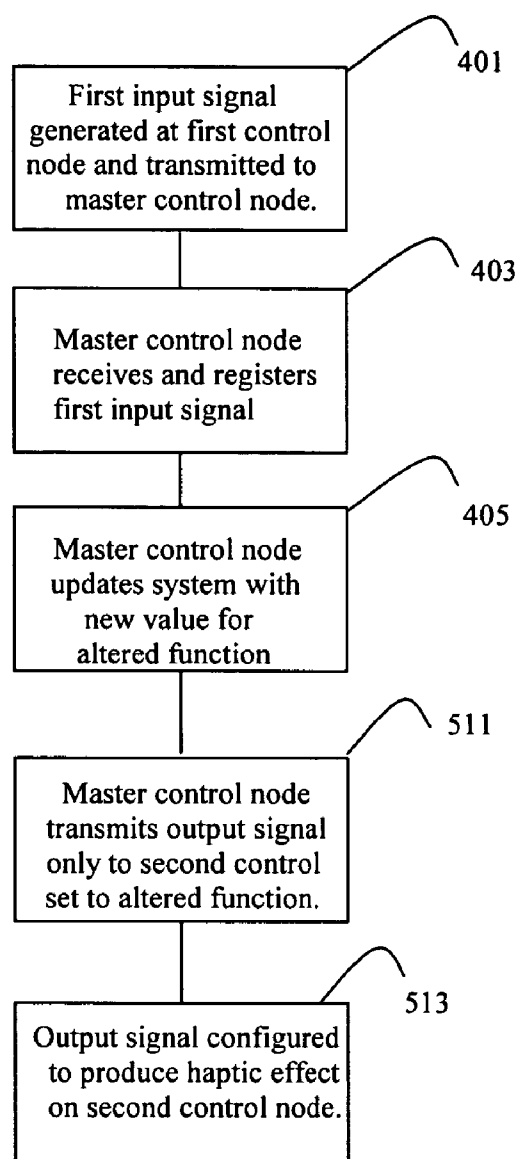 401
First input signal
generated at first control
node and transmitted to
master control node.
403
Master control node
receives and registers
first input signal
405
Master control node
updates system with
new value for
altered function
511
Master control node
transmits output signal
only to second control
set to altered function.
513
Output signal configured
to produce haptic effect
on second control node.